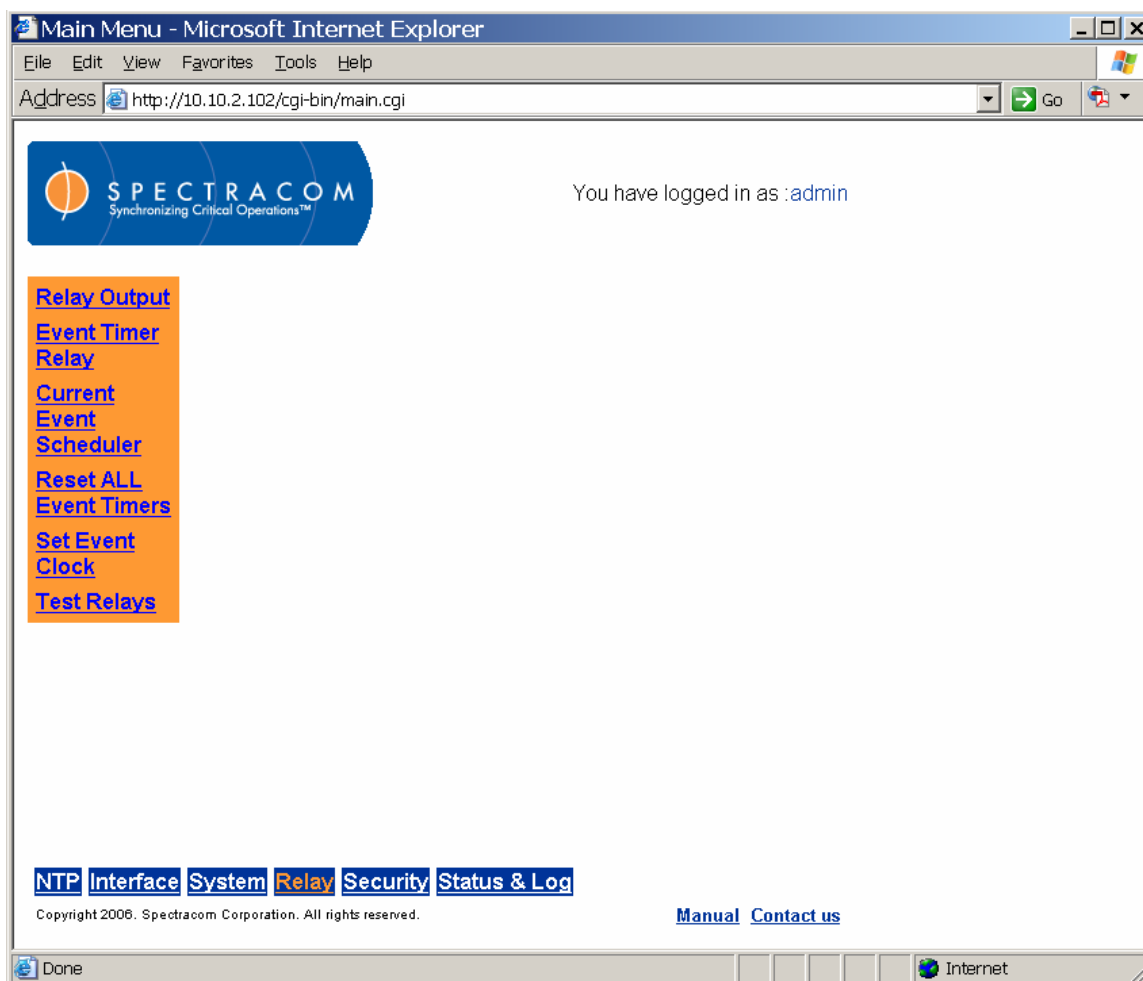 Main Menu - Microsoft Internet Explorer
File Edit View Favorites Tools Help
Address http://10.10.2.102/cgi-bin/main.cgi Go
SPECTRACOM
Synchronizing Critical Operations™
You have logged in as :admin
Relay Output
Event Timer
Relay
Current
Event
Scheduler
Reset ALL
Event Timers
Set Event
Clock
Test Relays
NTP Interface System Relay Security Status & Log
Copyright 2006. Spectracom Corporation. All rights reserved.
Manual Contact us
Done Internet